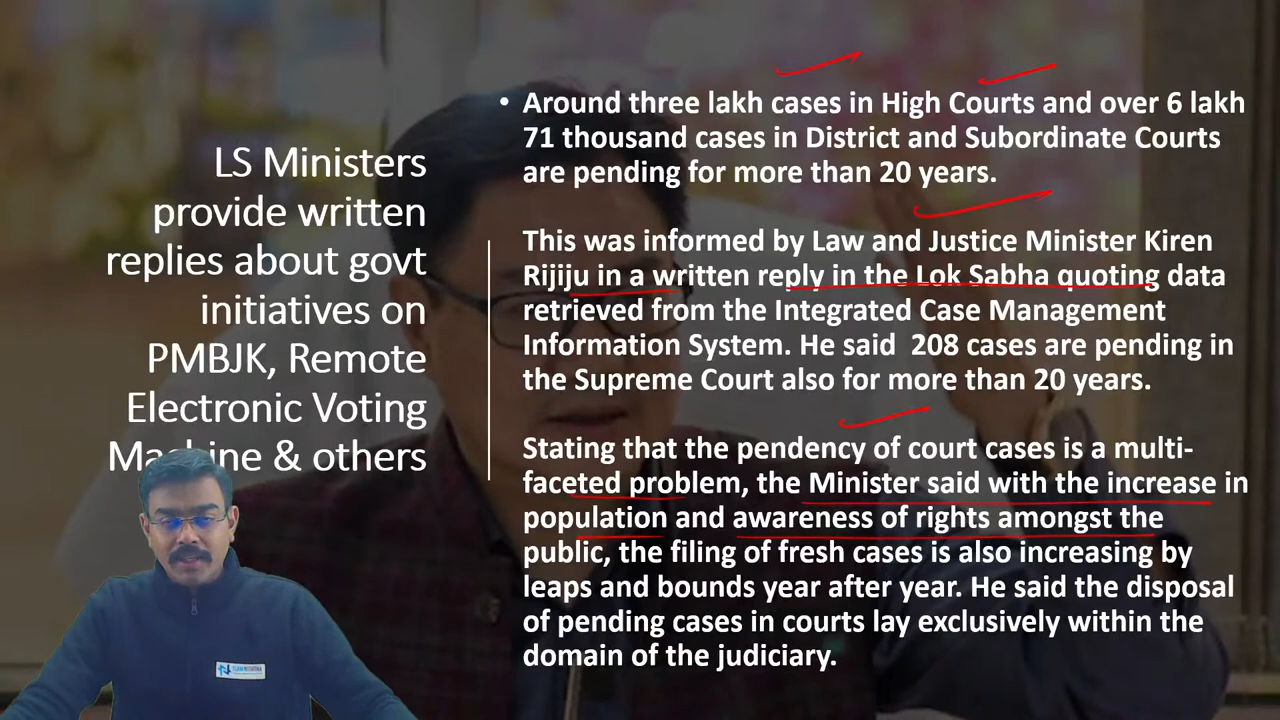 LS Ministers
provide written
replies about govt
initiatives on
PMBJK, Remote
Electronic Voting
Machine & others
• Around three lakh cases in High Courts and over 6 lakh
71 thousand cases in District and Subordinate Courts
are pending for more than 20 years.
This was informed by Law and Justice Minister Kiren
Rijiju in a written reply in the Lok Sabha quoting data
retrieved from the Integrated Case Management
Information System. He said 208 cases are pending in
the Supreme Court also for more than 20 years.
Stating that the pendency of court cases is a multi-
faceted problem, the Minister said with the increase in
population and awareness of rights amongst the
public, the filing of fresh cases is also increasing by
leaps and bounds year after year. He said the disposal
of pending cases in courts lay exclusively within the
domain of the judiciary.